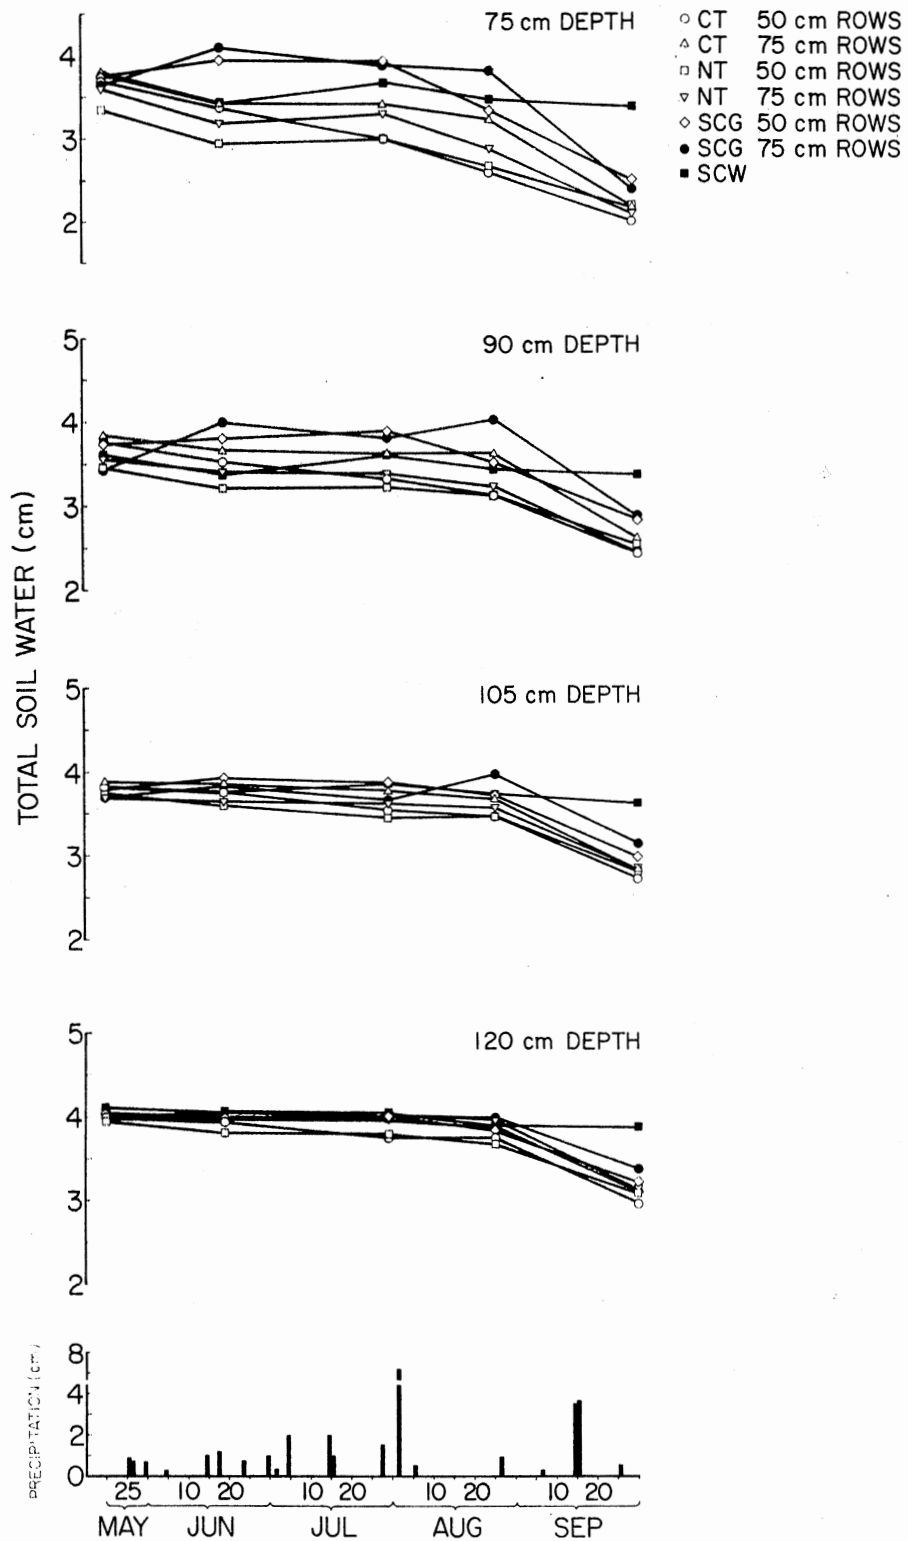 75 cm DEPTH
CT 50 cm ROWS
CT 75 cm ROWS
NT 50 cm ROWS
NT 75 cm ROWS
SCG 50 cm ROWS
SCG 75 cm ROWS
SCW
4
3
2
90 cm DEPTH
5
4
3
2
TOTAL SOIL WATER (cm)
105 cm DEPTH
5
4
3
2
120 cm DEPTH
5
4
3
2
PRECIPITATION (cm)
8
4
2
0
25 10 20 10 20 10 20 10 20
MAY JUN JUL AUG SEP